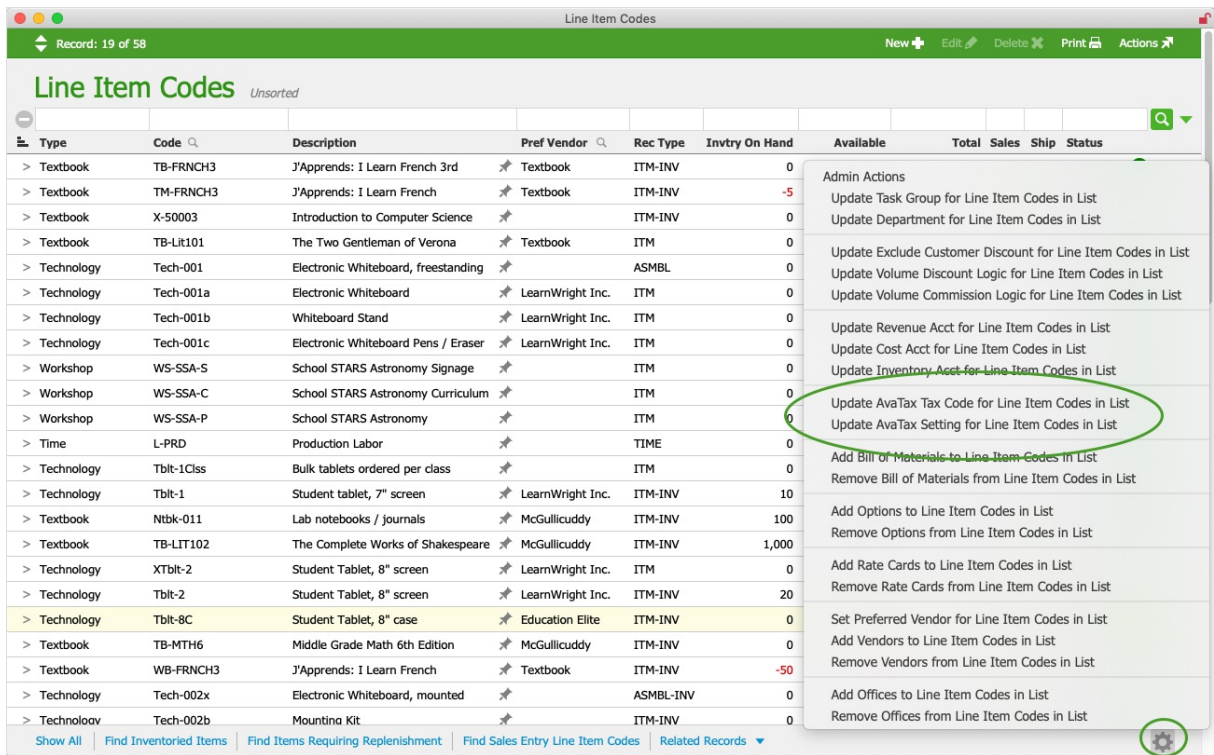 Line Item Codes
Record: 19 of 58
New Edit Delete Print Actions
Line Item Codes Unsorted
Type Code Description Pref Vendor Rec Type Invtry On Hand Available Total Sales Ship Status
> Textbook TB-FRNCH3 J'Apprends: I Learn French 3rd Textbook ITM-INV 0
> Textbook TM-FRNCH3 J'Apprends: I Learn French Textbook ITM-INV -5
> Textbook X-50003 Introduction to Computer Science ITM-INV 0
> Textbook TB-Lit101 The Two Gentleman of Verona Textbook ITM 0
> Technology Tech-001 Electronic Whiteboard, freestanding ASMBL 0
> Technology Tech-001a Electronic Whiteboard LearnWright Inc. ITM 0
> Technology Tech-001b Whiteboard Stand LearnWright Inc. ITM 0
> Technology Tech-001c Electronic Whiteboard Pens / Eraser LearnWright Inc. ITM 0
> Workshop WS-SSA-S School STARS Astronomy Signage ITM 0
> Workshop WS-SSA-C School STARS Astronomy Curriculum ITM 0
> Workshop WS-SSA-P School STARS Astronomy ITM 0
> Time L-PRD Production Labor TIME 0
> Technology Tblt-1Clss Bulk tablets ordered per class ITM 0
> Technology Tblt-1 Student tablet, 7" screen LearnWright Inc. ITM-INV 10
> Textbook Ntbk-011 Lab notebooks / journals McGullicuddy ITM-INV 100
> Textbook TB-LIT102 The Complete Works of Shakespeare McGullicuddy ITM-INV 1,000
> Technology XTblt-2 Student Tablet, 8" screen LearnWright Inc. ITM 0
> Technology Tblt-2 Student Tablet, 8" screen LearnWright Inc. ITM-INV 20
> Technology Tblt-8C Student Tablet, 8" case Education Elite ITM-INV 0
> Textbook TB-MTH6 Middle Grade Math 6th Edition McGullicuddy ITM-INV 0
> Textbook WB-FRNCH3 J'Apprends: I Learn French Textbook ITM-INV -50
> Technology Tech-002x Electronic Whiteboard, mounted ASMBL-INV 0
> Technology Tech-002b Mounting Kit ITM-INV 0
Admin Actions
Update Task Group for Line Item Codes in List
Update Department for Line Item Codes in List
Update Exclude Customer Discount for Line Item Codes in List
Update Volume Discount Logic for Line Item Codes in List
Update Volume Commission Logic for Line Item Codes in List
Update Revenue Acct for Line Item Codes in List
Update Cost Acct for Line Item Codes in List
Update Inventory Acct for Line Item Codes in List
Update AvaTax Tax Code for Line Item Codes in List
Update AvaTax Setting for Line Item Codes in List
Add Bill of Materials to Line Item Codes in List
Remove Bill of Materials from Line Item Codes in List
Add Options to Line Item Codes in List
Remove Options from Line Item Codes in List
Add Rate Cards to Line Item Codes in List
Remove Rate Cards from Line Item Codes in List
Set Preferred Vendor for Line Item Codes in List
Add Vendors to Line Item Codes in List
Remove Vendors from Line Item Codes in List
Add Offices to Line Item Codes in List
Remove Offices from Line Item Codes in List
Show All Find Inventoried Items Find Items Requiring Replenishment Find Sales Entry Line Item Codes Related Records